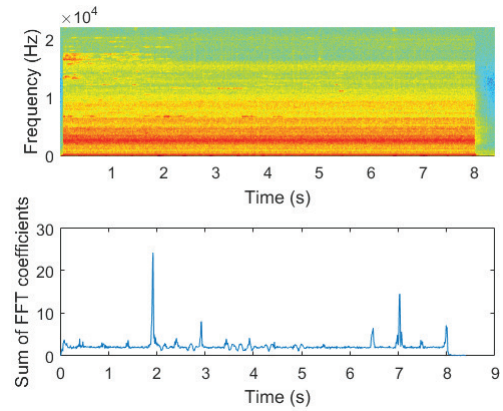 × 10⁴
2
1
0
Frequency (Hz)
1 2 3 4 5 6 7 8
Time (s)
30
20
10
0
Sum of FFT coefficients
0 1 2 3 4 5 6 7 8 9
Time (s)